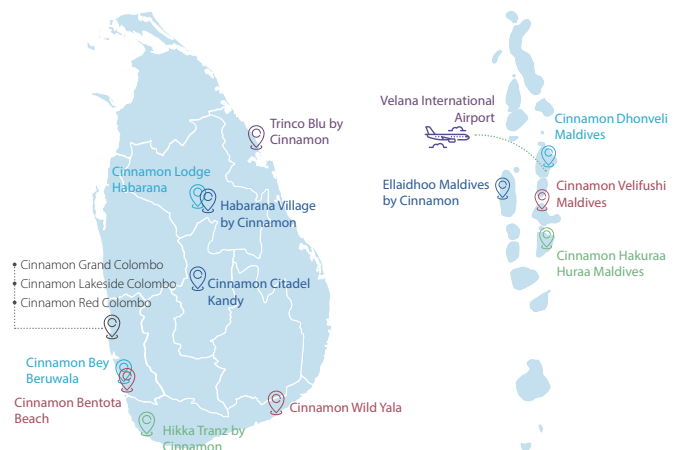 Trinco Blu by
Cinnamon
Cinnamon Lodge
Habarana
Habarana Village
by Cinnamon
Cinnamon Grand Colombo
Cinnamon Lakeside Colombo
Cinnamon Red Colombo
Cinnamon Citadel
Kandy
Cinnamon Bey
Beruwala
Cinnamon Bentota
Beach
Cinnamon Wild Yala
Hikka Tranz by
Cinnamon
Velana International
Airport
Cinnamon Dhonveli
Maldives
Ellaidhoo Maldives
by Cinnamon
Cinnamon Velifushi
Maldives
Cinnamon Hakuraa
Huraa Maldives